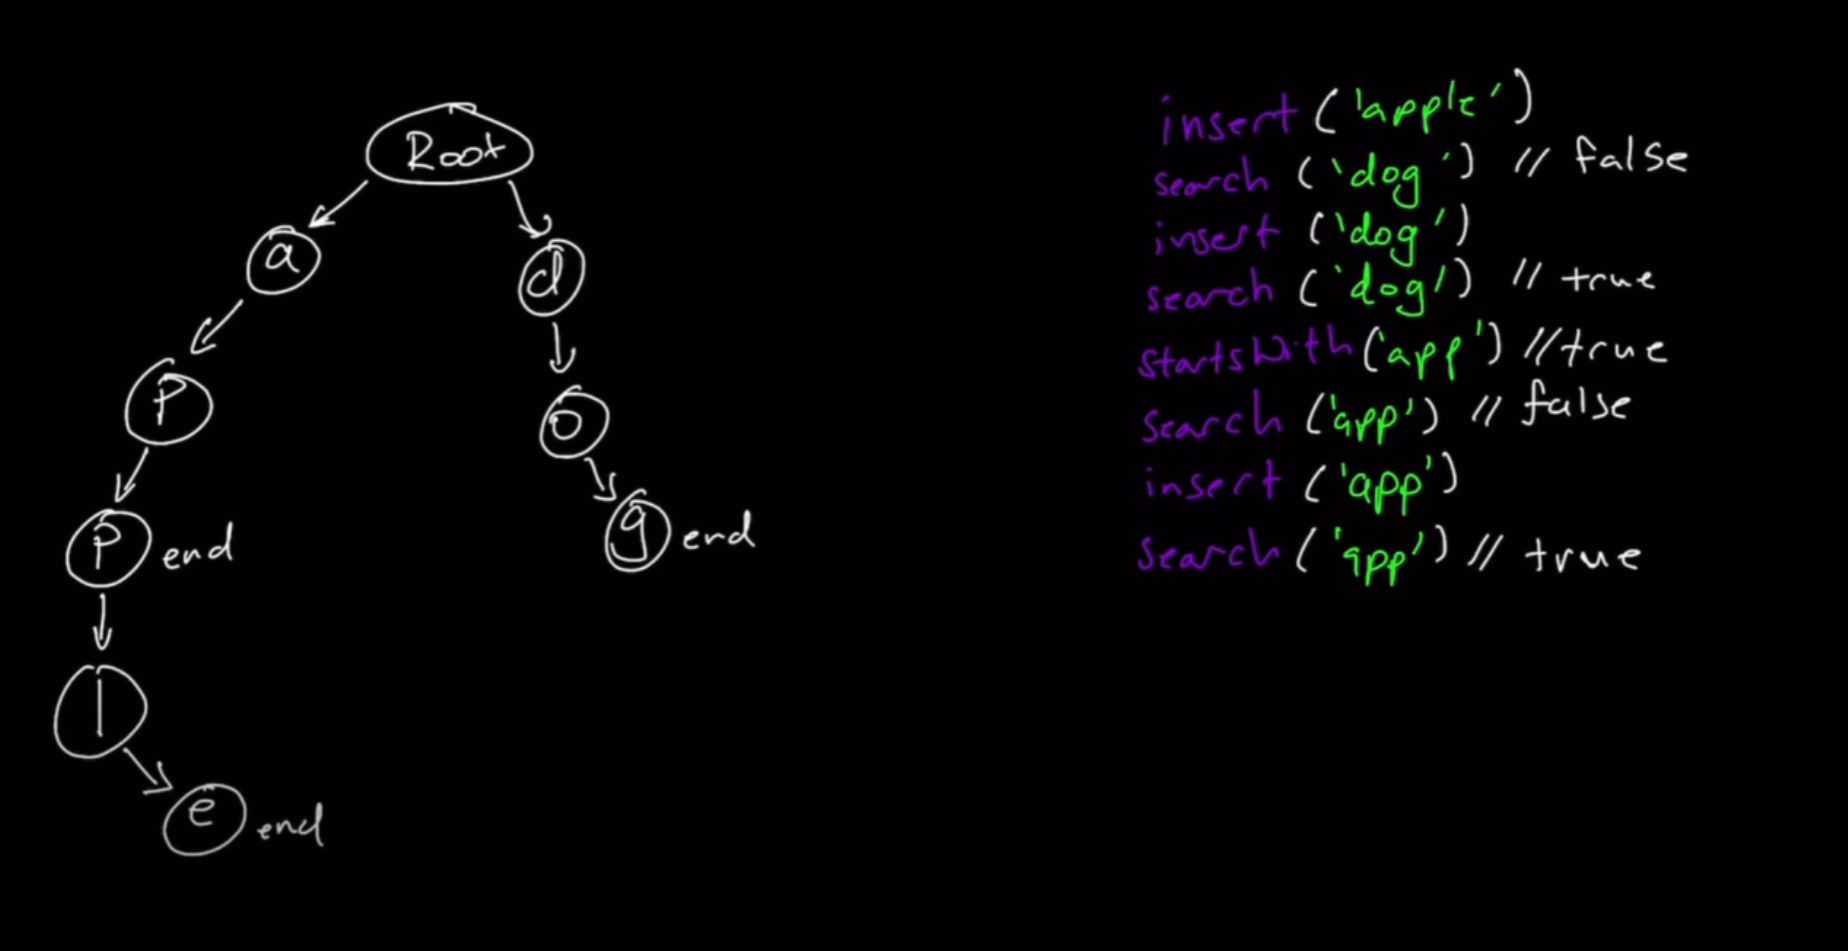 Root
a
d
p
o
p end
g end
l
e end
insert ('apple')
search ('dog') // false
insert ('dog')
search ('dog') // true
startsWith ('app') // true
search ('app') // false
insert ('app')
search ('app') // true